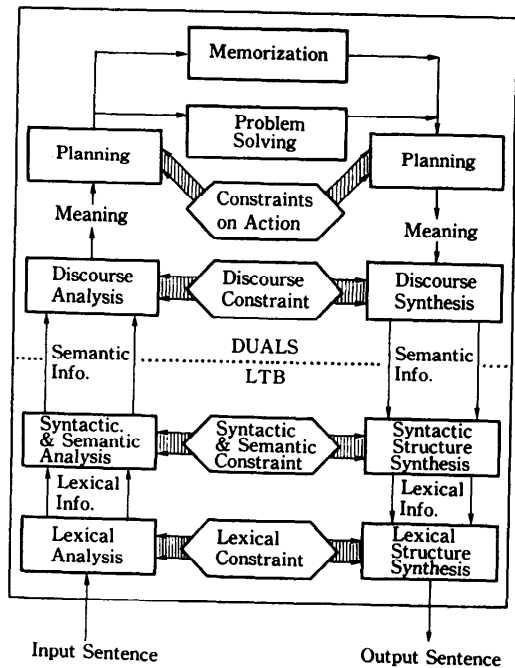 Memorization
Problem
Solving
Planning
Planning
Constraints
on Action
Meaning
Meaning
Discourse
Analysis
Discourse
Constraint
Discourse
Synthesis
Semantic
Info.
DUALS
LTB
Semantic
Info.
Syntactic.
& Semantic
Analysis
Syntactic
& Semantic
Constraint
Syntactic
Structure
Synthesis
Lexical
Info.
Lexical
Info.
Lexical
Analysis
Lexical
Constraint
Lexical
Structure
Synthesis
Input Sentence
Output Sentence